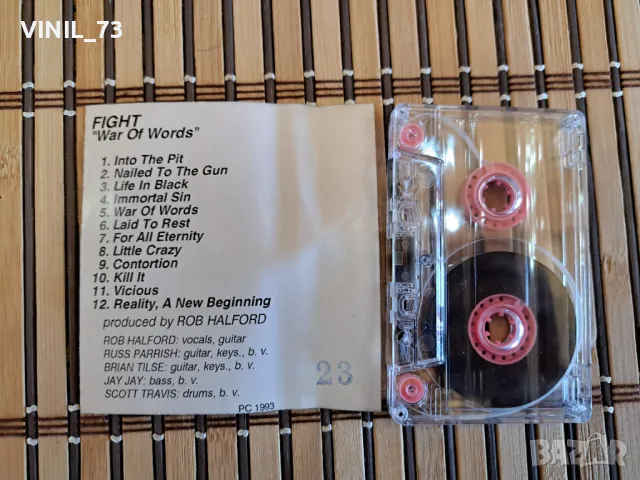 VINIL_73
FIGHT
"War Of Words"
1. Into The Pit
2. Nailed To The Gun
3. Life In Black
4. Immortal Sin
5. War Of Words
6. Laid To Rest
7. For All Eternity
8. Little Crazy
9. Contortion
10. Kill It
11. Vicious
12. Reality, A New Beginning
produced by ROB HALFORD
ROB HALFORD: vocals, guitar
RUSS PARRISH: guitar, keys., b. v.
BRIAN TILSE: guitar, keys., b. v.
JAY JAY: bass, b. v.
SCOTT TRAVIS: drums, b. v.
23
PC 1993
BAZAR